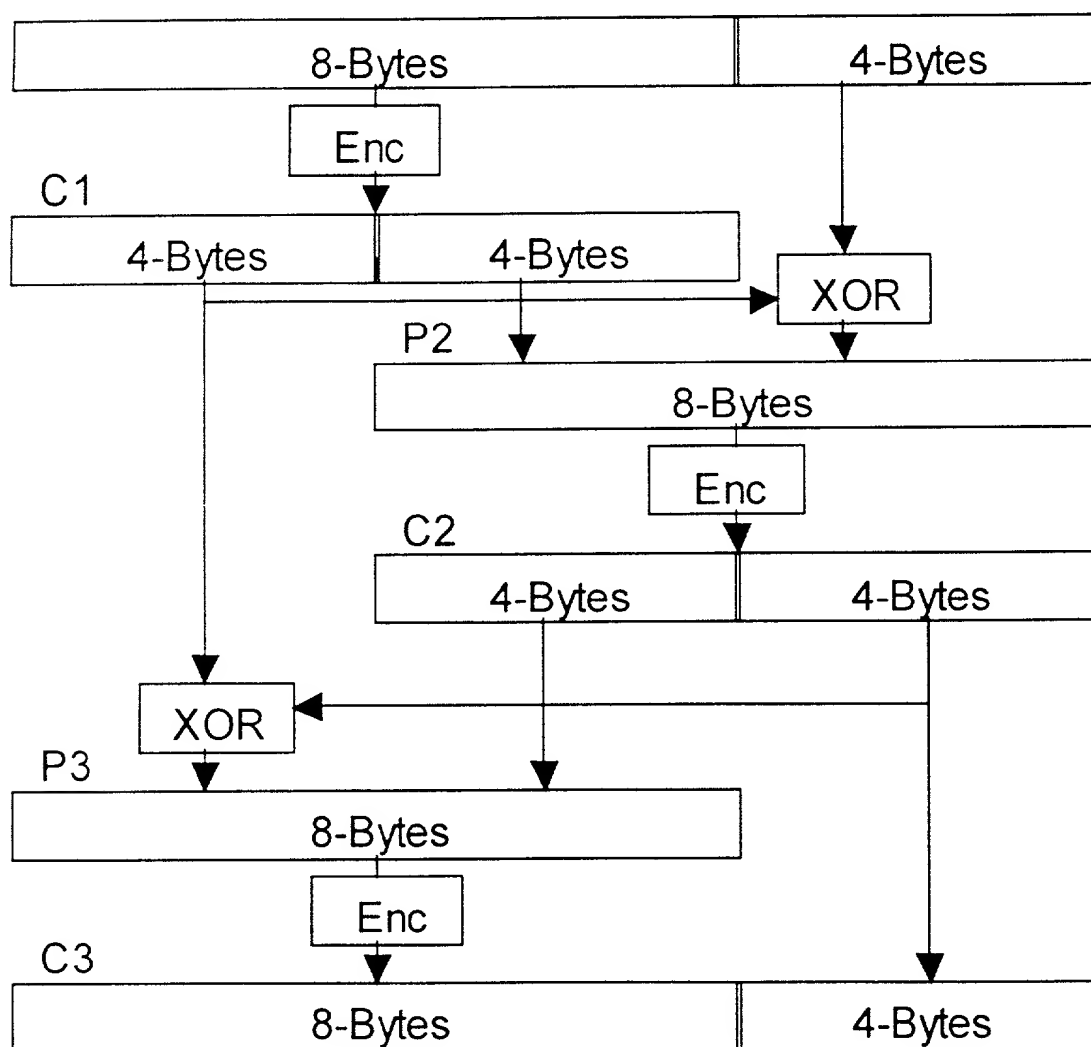 8-Bytes 4-Bytes
Enc
C1
4-Bytes 4-Bytes
XOR
P2
8-Bytes
Enc
C2
4-Bytes 4-Bytes
XOR
P3
8-Bytes
Enc
C3
8-Bytes 4-Bytes